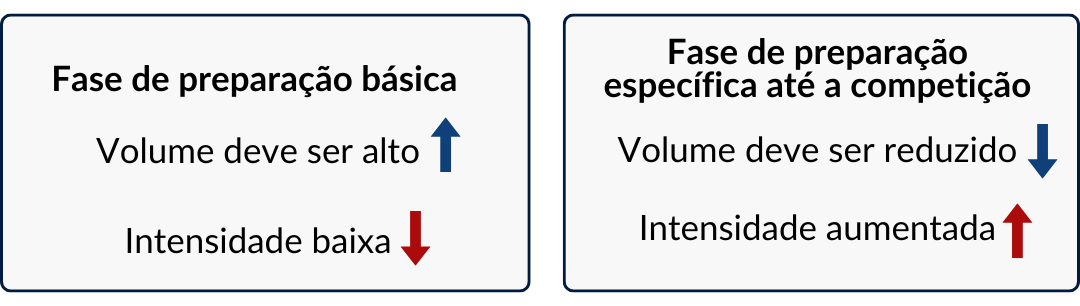 Fase de preparação básica
Volume deve ser alto
Intensidade baixa
Fase de preparação
específica até a competição
Volume deve ser reduzido
Intensidade aumentada